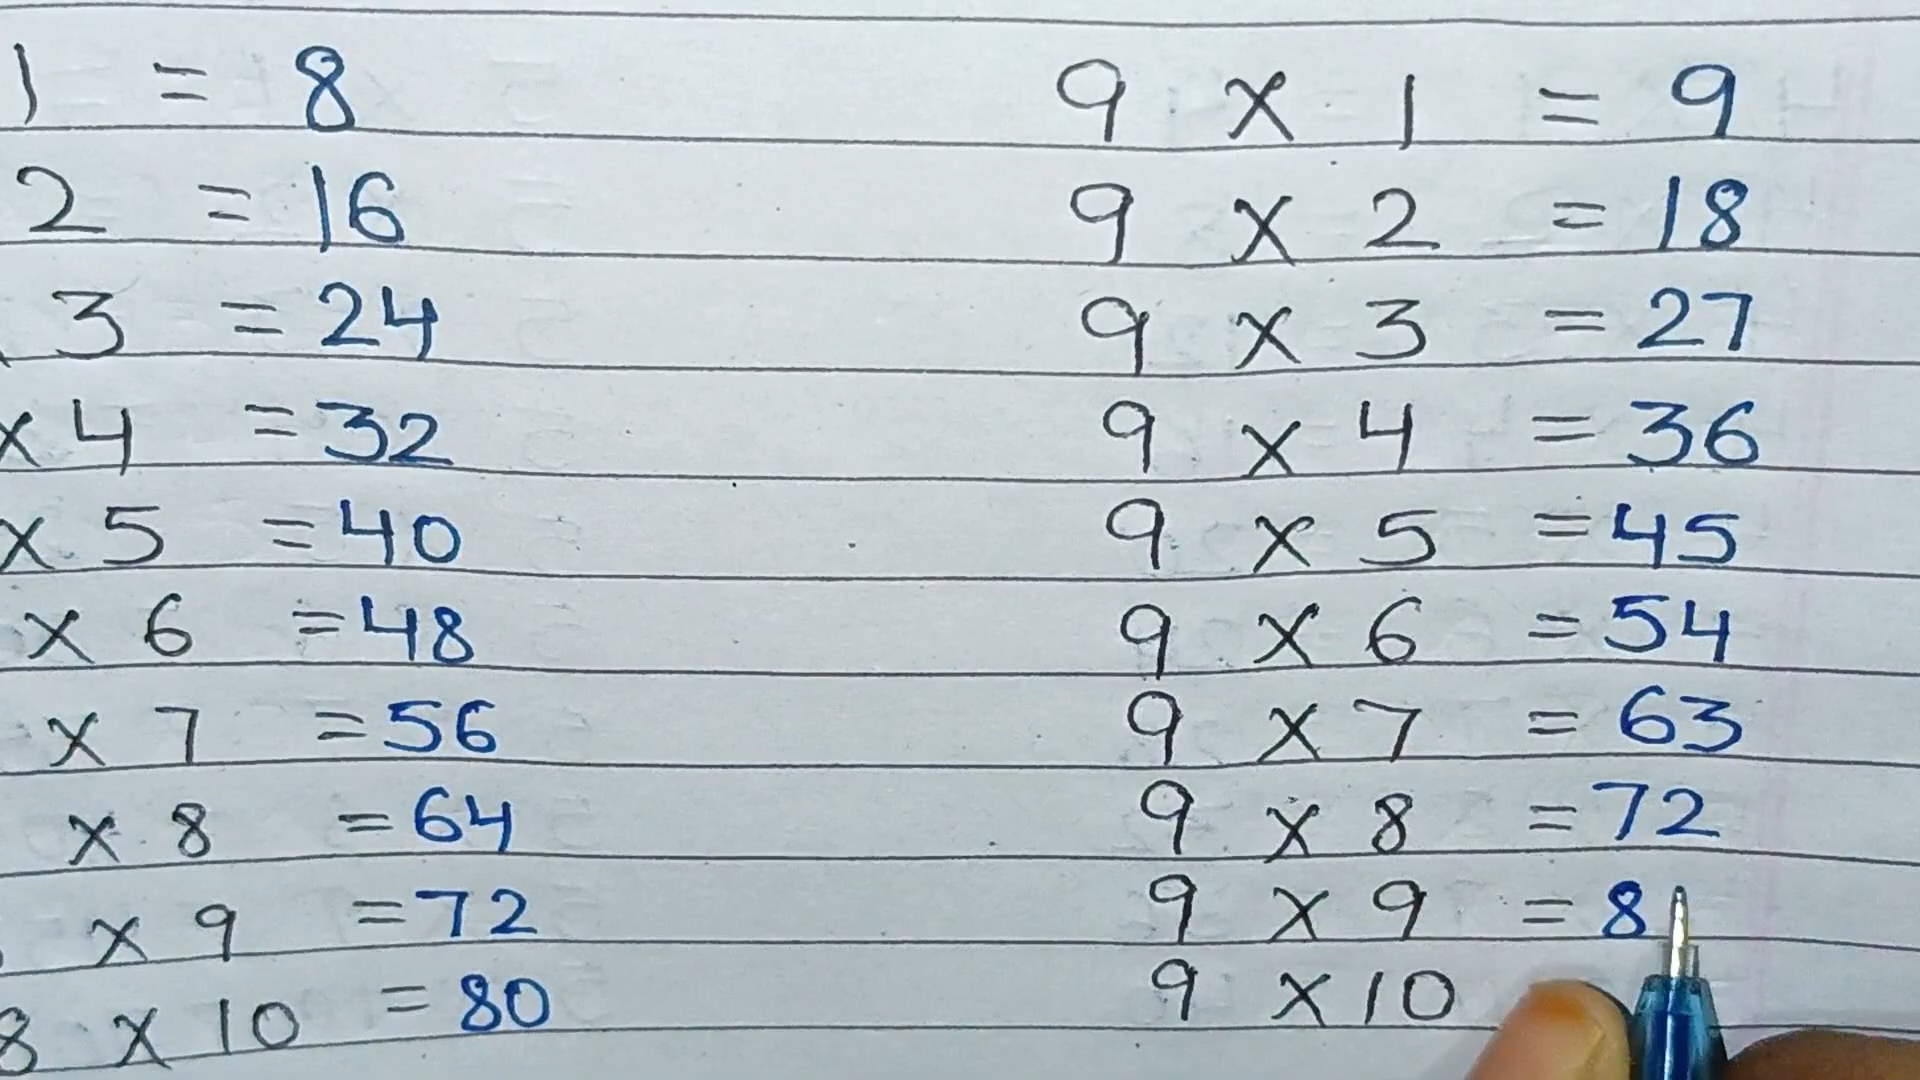 1 = 8
2 = 16
3 = 24
x 4 = 32
x 5 = 40
x 6 = 48
x 7 = 56
x 8 = 64
x 9 = 72
8 x 10 = 80
9 x 1 = 9
9 x 2 = 18
9 x 3 = 27
9 x 4 = 36
9 x 5 = 45
9 x 6 = 54
9 x 7 = 63
9 x 8 = 72
9 x 9 = 8
9 x 10